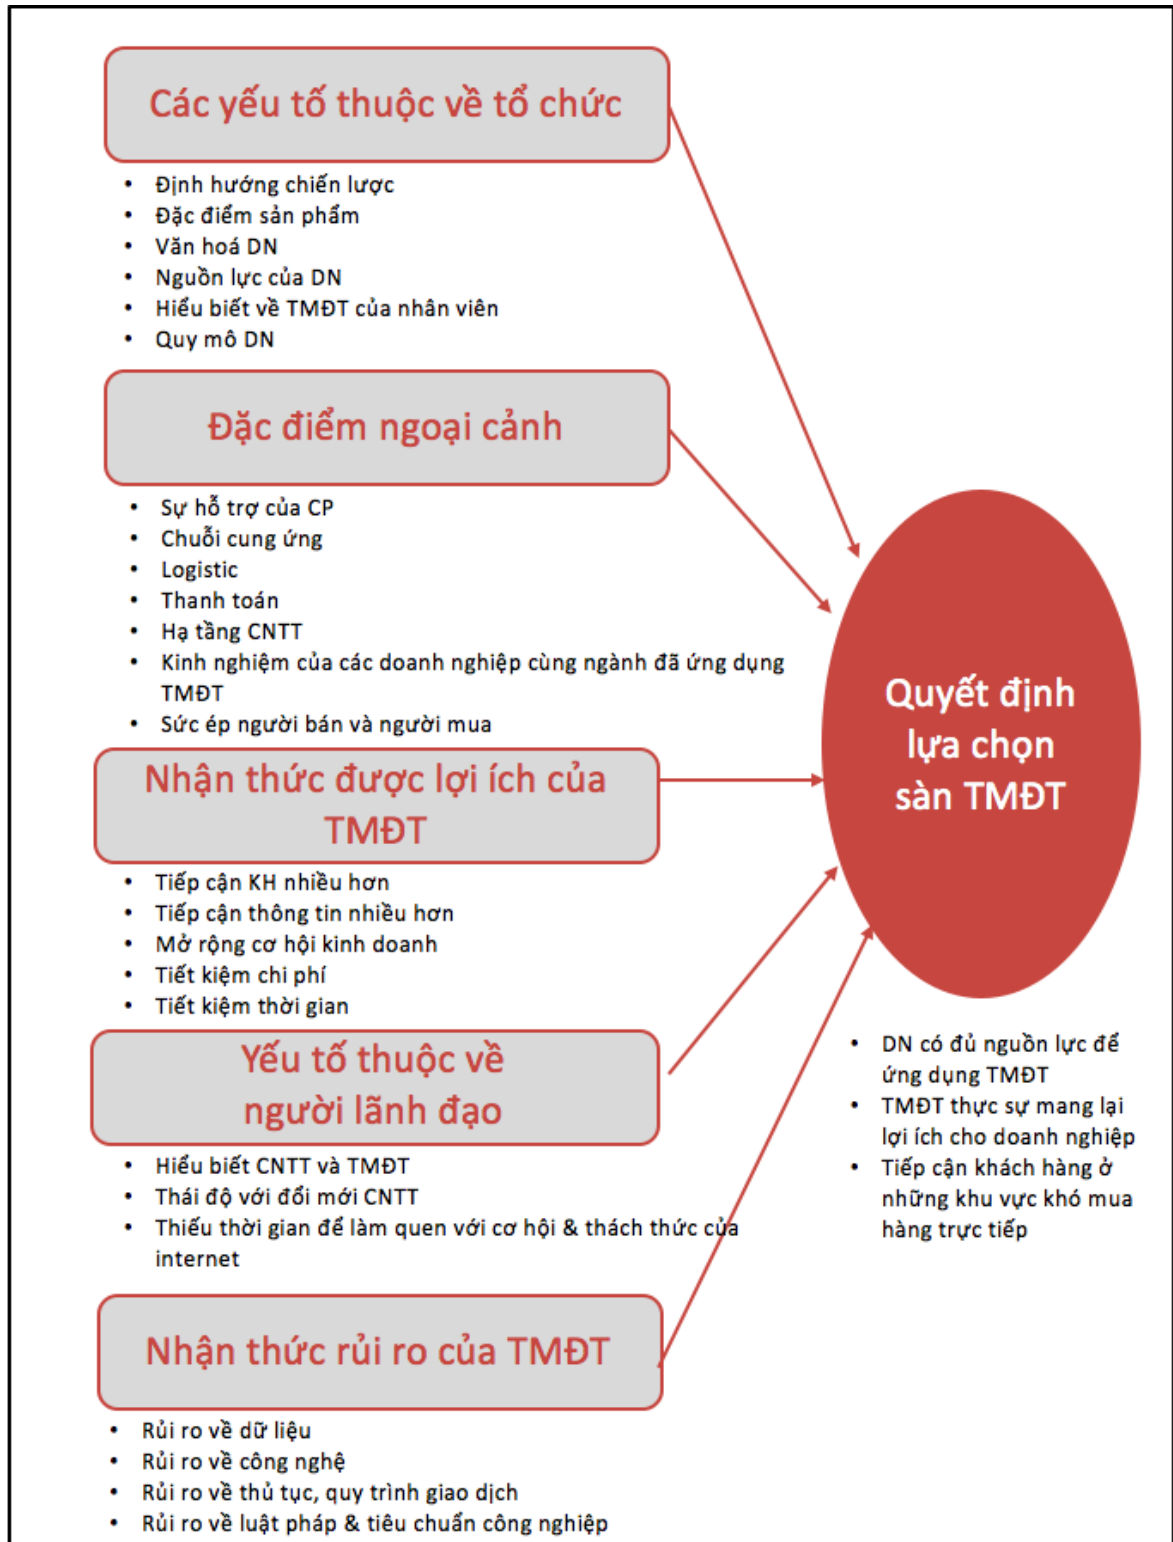 Các yếu tố thuộc về tổ chức
• Định hướng chiến lược
• Đặc điểm sản phẩm
• Văn hoá DN
• Nguồn lực của DN
• Hiểu biết về TMĐT của nhân viên
• Quy mô DN
Đặc điểm ngoại cảnh
• Sự hỗ trợ của CP
• Chuỗi cung ứng
• Logistic
• Thanh toán
• Hạ tầng CNTT
• Kinh nghiệm của các doanh nghiệp cùng ngành đã ứng dụng
TMĐT
• Sức ép người bán và người mua
Nhận thức được lợi ích của
TMĐT
• Tiếp cận KH nhiều hơn
• Tiếp cận thông tin nhiều hơn
• Mở rộng cơ hội kinh doanh
• Tiết kiệm chi phí
• Tiết kiệm thời gian
Yếu tố thuộc về
người lãnh đạo
• Hiểu biết CNTT và TMĐT
• Thái độ với đổi mới CNTT
• Thiếu thời gian để làm quen với cơ hội & thách thức của
internet
Nhận thức rủi ro của TMĐT
• Rủi ro về dữ liệu
• Rủi ro về công nghệ
• Rủi ro về thủ tục, quy trình giao dịch
• Rủi ro về luật pháp & tiêu chuẩn công nghiệp
Quyết định
lựa chọn
sàn TMĐT
• DN có đủ nguồn lực để
ứng dụng TMĐT
• TMĐT thực sự mang lại
lợi ích cho doanh nghiệp
• Tiếp cận khách hàng ở
những khu vực khó mua
hàng trực tiếp